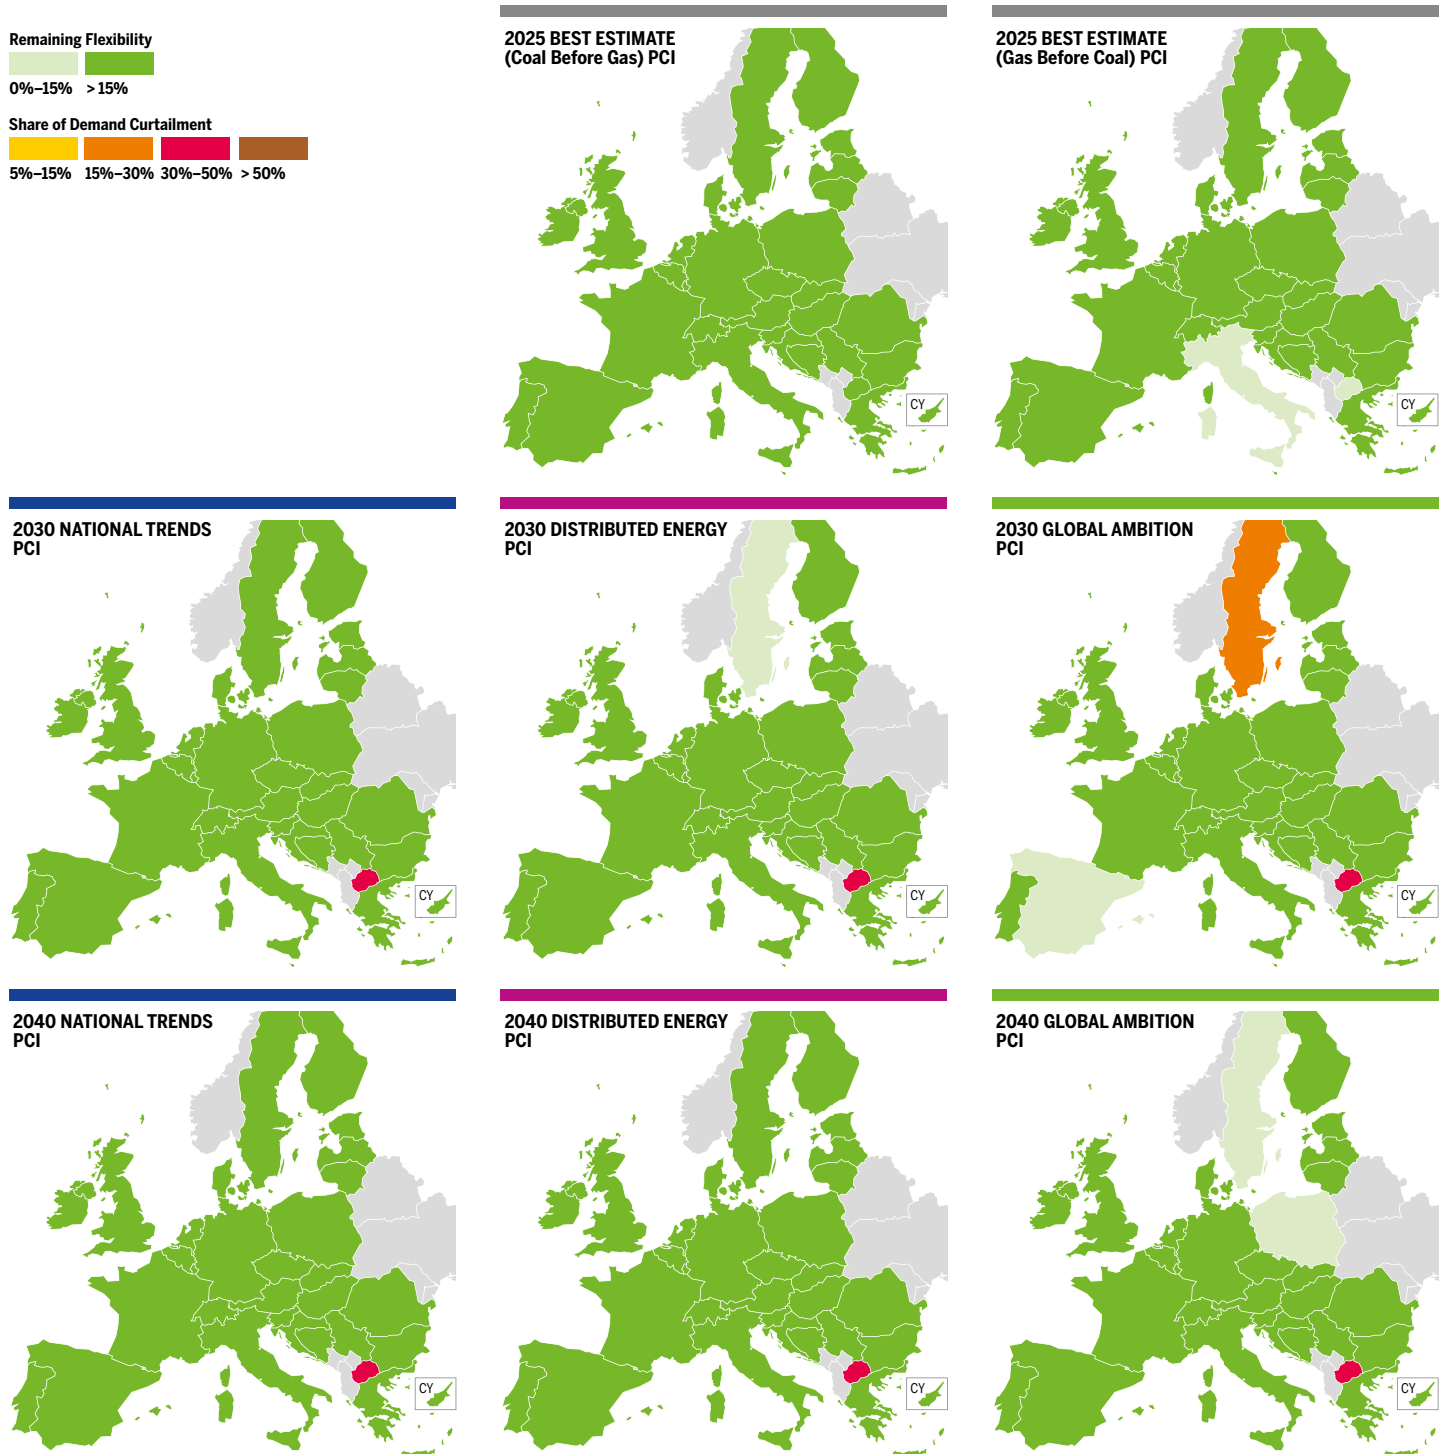 Remaining Flexibility
0%–15% > 15%
Share of Demand Curtailment
5%–15% 15%–30% 30%–50% > 50%
2025 BEST ESTIMATE
(Coal Before Gas) PCI
CY
2025 BEST ESTIMATE
(Gas Before Coal) PCI
CY
2030 NATIONAL TRENDS
PCI
CY
2030 DISTRIBUTED ENERGY
PCI
CY
2030 GLOBAL AMBITION
PCI
CY
2040 NATIONAL TRENDS
PCI
CY
2040 DISTRIBUTED ENERGY
PCI
CY
2040 GLOBAL AMBITION
PCI
CY